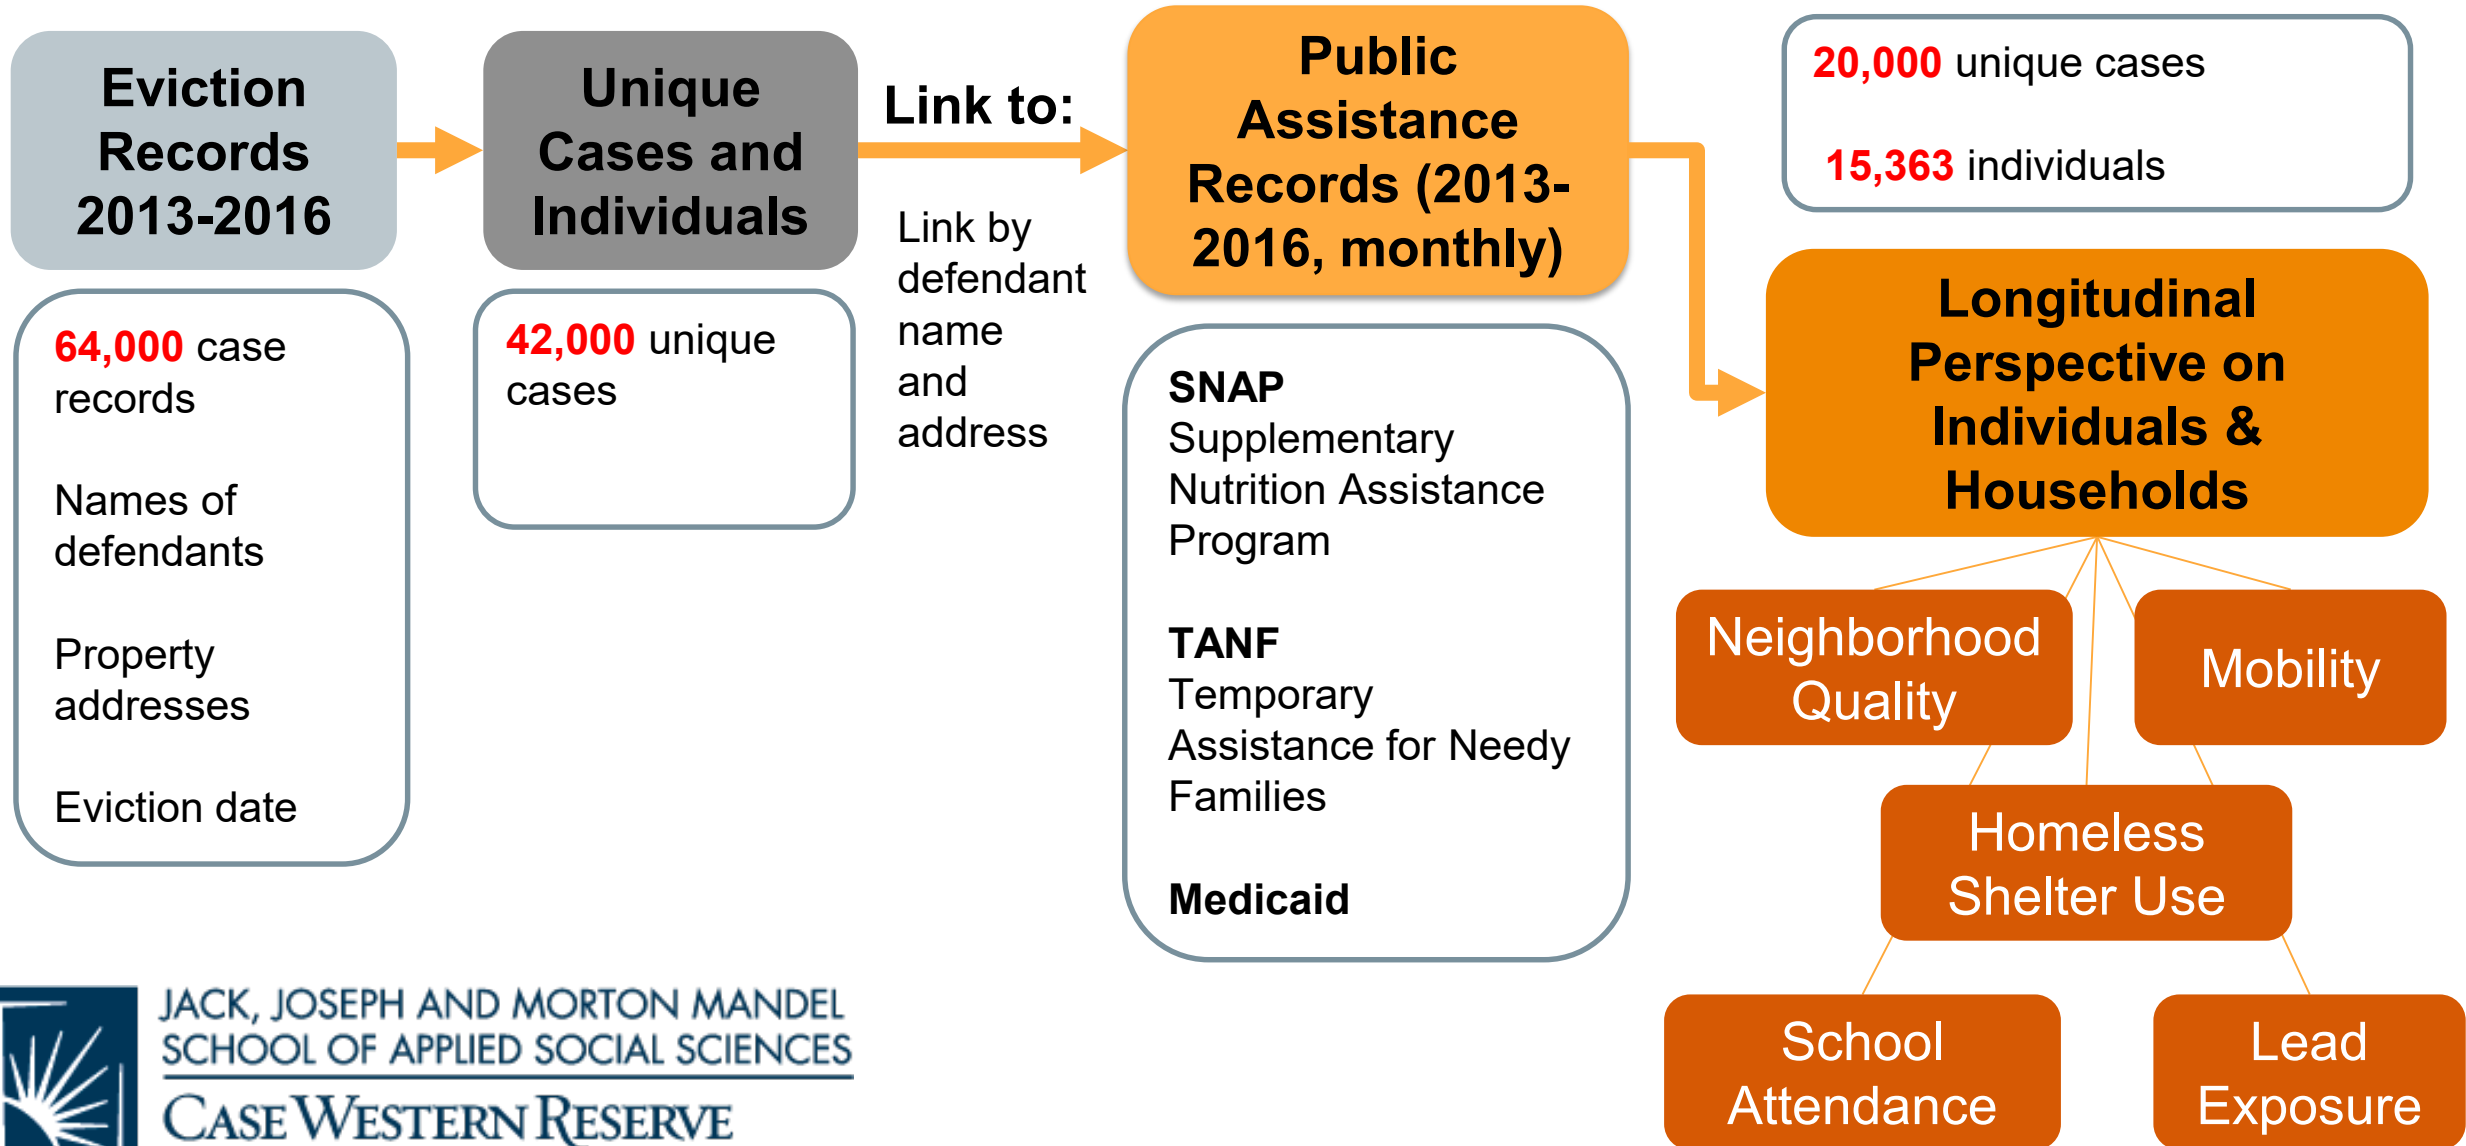 Eviction
Records
2013-2016
64,000 case
records
Names of
defendants
Property
addresses
Eviction date
Unique
Cases and
Individuals
42,000 unique
cases
Link to:
Link by
defendant
name
and
address
Public
Assistance
Records (2013-
2016, monthly)
SNAP
Supplementary
Nutrition Assistance
Program
TANF
Temporary
Assistance for Needy
Families
Medicaid
20,000 unique cases
15,363 individuals
Longitudinal
Perspective on
Individuals &
Households
Neighborhood
Quality
Mobility
Homeless
Shelter Use
School
Attendance
Lead
Exposure
JACK, JOSEPH AND MORTON MANDEL
SCHOOL OF APPLIED SOCIAL SCIENCES
CASE WESTERN RESERVE